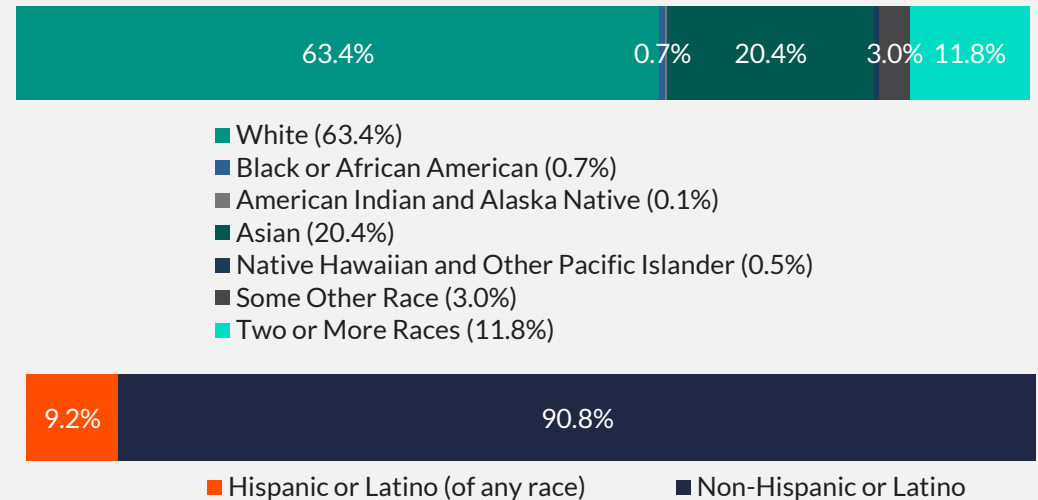 63.4% 0.7% 20.4% 3.0% 11.8%
White (63.4%)
Black or African American (0.7%)
American Indian and Alaska Native (0.1%)
Asian (20.4%)
Native Hawaiian and Other Pacific Islander (0.5%)
Some Other Race (3.0%)
Two or More Races (11.8%)
9.2% 90.8%
Hispanic or Latino (of any race) Non-Hispanic or Latino